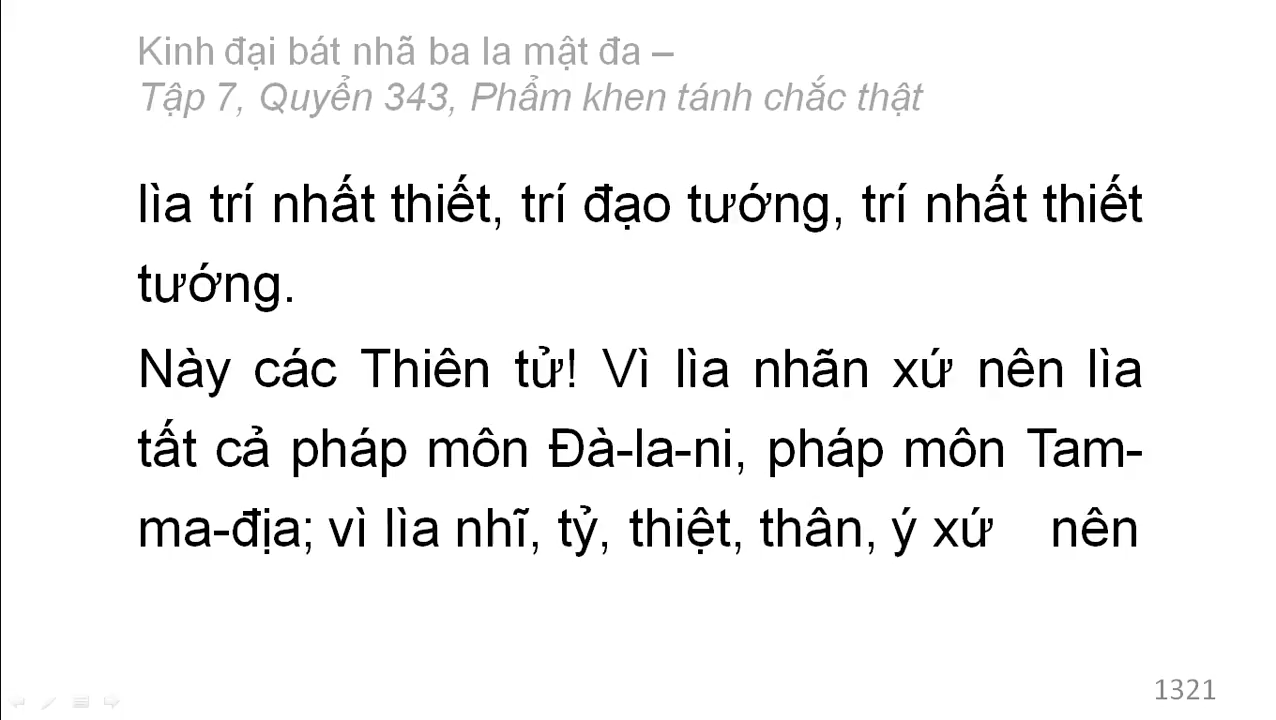 Kinh đại bát nhã ba la mật đa –
Tập 7, Quyển 343, Phẩm khen tánh chắc thật
lìa trí nhất thiết, trí đạo tướng, trí nhất thiết
tướng.
Này các Thiên tử! Vì lìa nhãn xứ nên lìa
tất cả pháp môn Đà-la-ni, pháp môn Tam-
ma-địa; vì lìa nhĩ, tỷ, thiệt, thân, ý xứ nên
1321